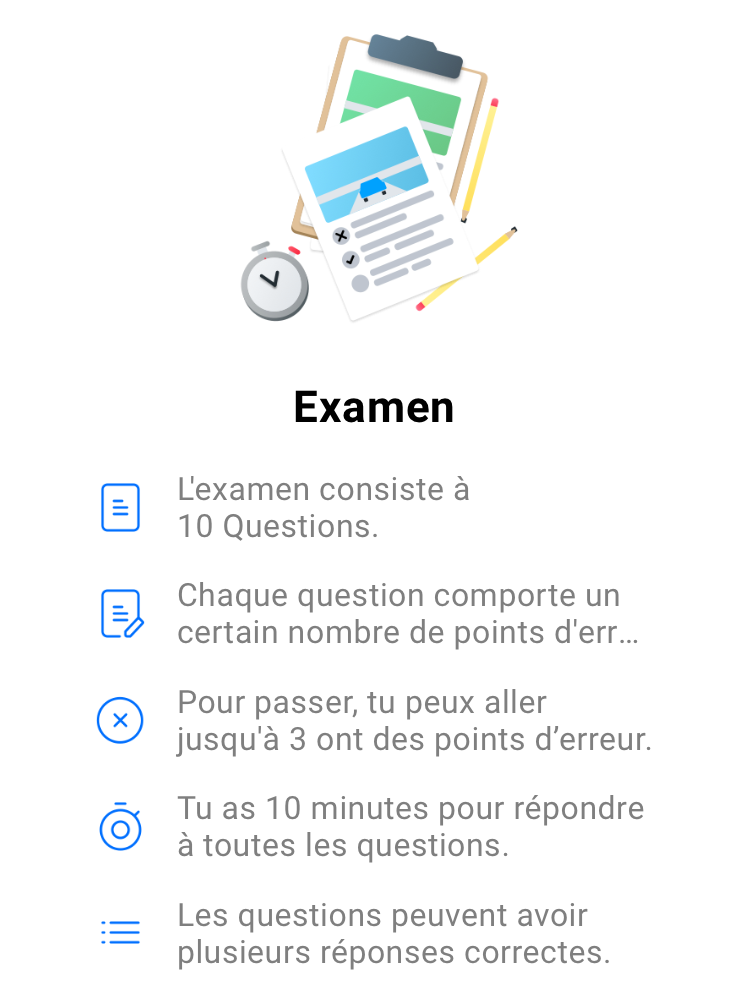 Examen
L'examen consiste à
10 Questions.
Chaque question comporte un
certain nombre de points d'err…
Pour passer, tu peux aller
jusqu'à 3 ont des points d’erreur.
Tu as 10 minutes pour répondre
à toutes les questions.
Les questions peuvent avoir
plusieurs réponses correctes.